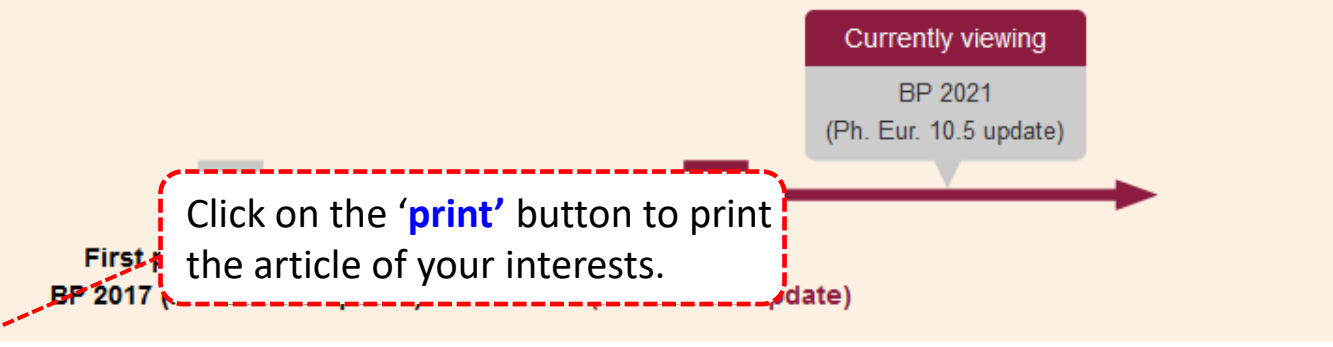 Currently viewing
BP 2021
(Ph. Eur. 10.5 update)
Click on the ‘print’ button to print
the article of your interests.
First
BP 2017 (